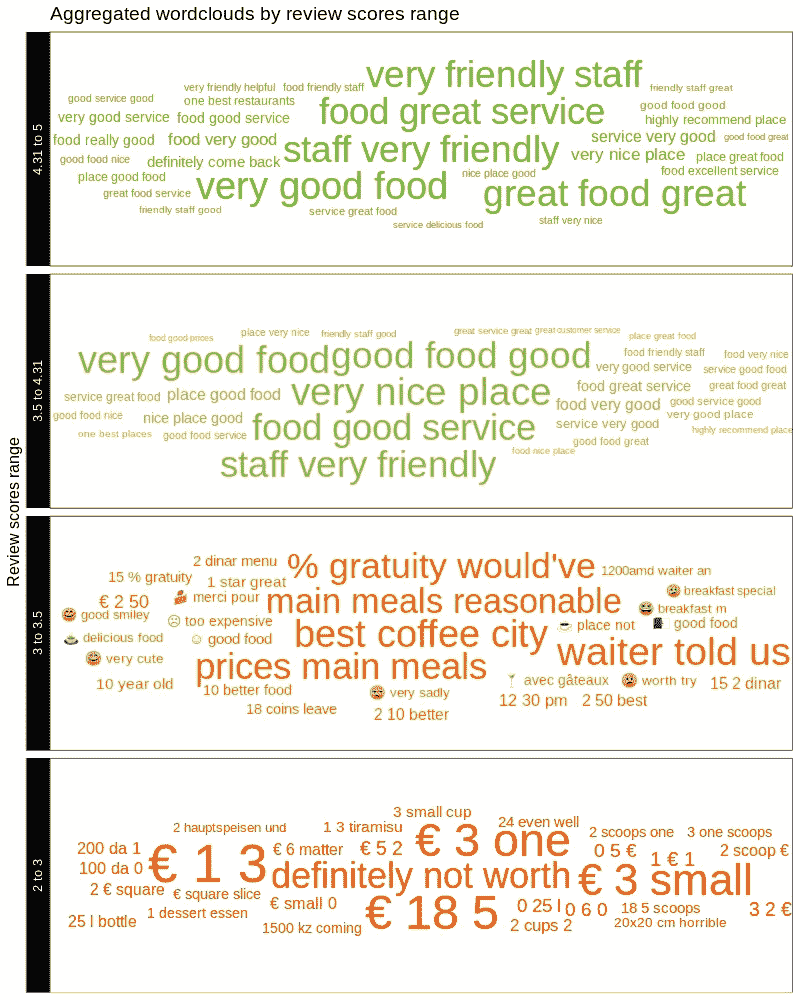 Aggregated wordclouds by review scores range
Review scores range
4.31 to 5
very friendly staff
very friendly helpful
food friendly staff
friendly staff great
good service good
one best restaurants
food great service
good food good
very good service
food good service
highly recommend place
food really good
food very good
staff very friendly
service very good
good food great
good food nice
definitely come back
very nice place
place great food
place good food
very good food
nice place good
food excellent service
great food service
great food great
friendly staff good
service great food
service delicious food
staff very nice
3.5 to 4.31
food good prices
place very nice
friendly staff good
great service great
great customer service
place great food
very good food
good food good
food friendly staff
food very nice
very good service
service good food
service great food
place good food
very nice place
food great service
great food great
good food nice
nice place good
food very good
good service good
very good place
one best places
good food service
food good service
service very good
highly recommend place
good food great
staff very friendly
food nice place
3 to 3.5
2 dinar menu
% gratuity would've
1200amd waiter an
15 % gratuity
1 star great
breakfast special
€ 2 50
merci pour
main meals reasonable
breakfast m
good smiley
too expensive
best coffee city
place not
good food
delicious food
☺ good food
waiter told us
very cute
prices main meals
10 year old
10 better food
very sadly
avec gâteaux
worth try
15 2 dinar
18 coins leave
2 10 better
12 30 pm
2 50 best
2 to 3
3 small cup
2 hauptspeisen und
1 3 tiramisu
€ 3 one
24 even well
2 scoops one
3 one scoops
200 da 1
€ 1 3
€ 6 matter
€ 5 2
0 5 €
1 € 1
2 scoop €
100 da 0
definitely not worth
€ 3 small
2 € square
€ square slice
€ small 0
€ 18 5
0 25 l
0 6 0
18 5 scoops
3 2 €
25 l bottle
1 dessert essen
1500 kz coming
2 cups 2
20x20 cm horrible